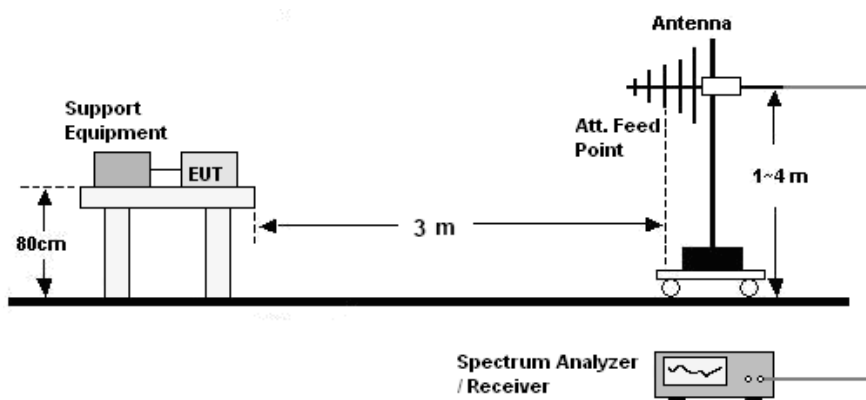 Antenna
Support
Equipment
Att. Feed
Point
EUT
1~4 m
80cm
3 m
Spectrum Analyzer
/ Receiver